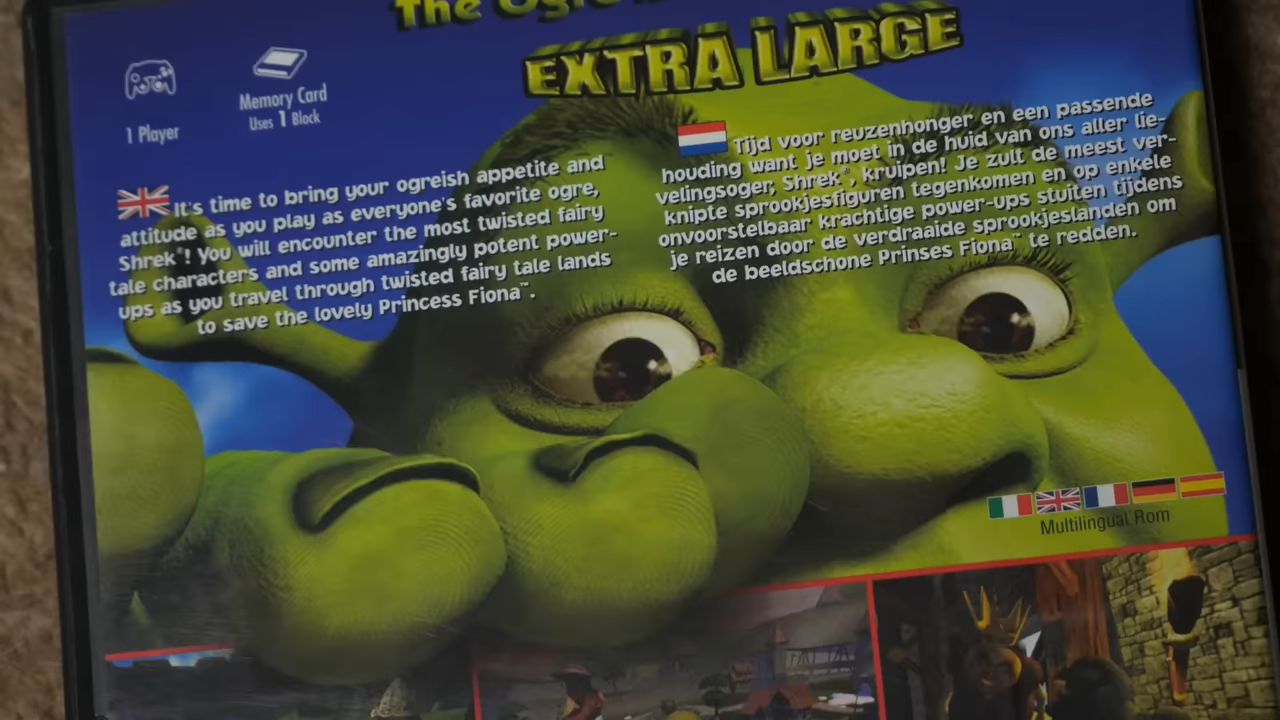 The Ogre
EXTRA LARGE
1 Player
Memory Card
Uses 1 Block
It's time to bring your ogreish appetite and
attitude as you play as everyone's favorite ogre,
Shrek®! You will encounter the most twisted fairy
tale characters and some amazingly potent power-
ups as you travel through twisted fairy tale lands
to save the lovely Princess Fiona™.
Tijd voor reuzenhonger en een passende
houding want je moet in de huid van ons aller lie-
velingsoger, Shrek®, kruipen! Je zult de meest ver-
knipte sprookjesfiguren tegenkomen en op enkele
onvoorstelbaar krachtige power-ups stuiten tijdens
je reizen door de verdraaide sprookjeslanden om
de beeldschone Prinses Fiona™ te redden.
Multilingual Rom